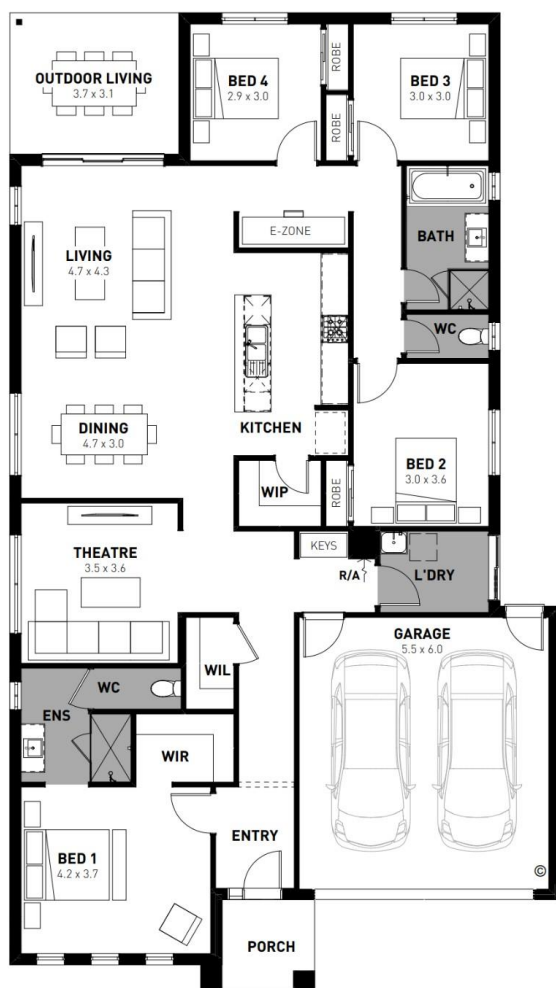 OUTDOOR LIVING
3.7 x 3.1
BED 4
2.9 x 3.0
ROBE
ROBE
BED 3
3.0 x 3.0
LIVING
4.7 x 4.3
E-ZONE
BATH
WC
DINING
4.7 x 3.0
KITCHEN
WIP
ROBE
BED 2
3.0 x 3.6
THEATRE
3.5 x 3.6
KEYS
R/A
L'DRY
GARAGE
5.5 x 6.0
WC
WIL
ENS
WIR
BED 1
4.2 x 3.7
ENTRY
©
PORCH